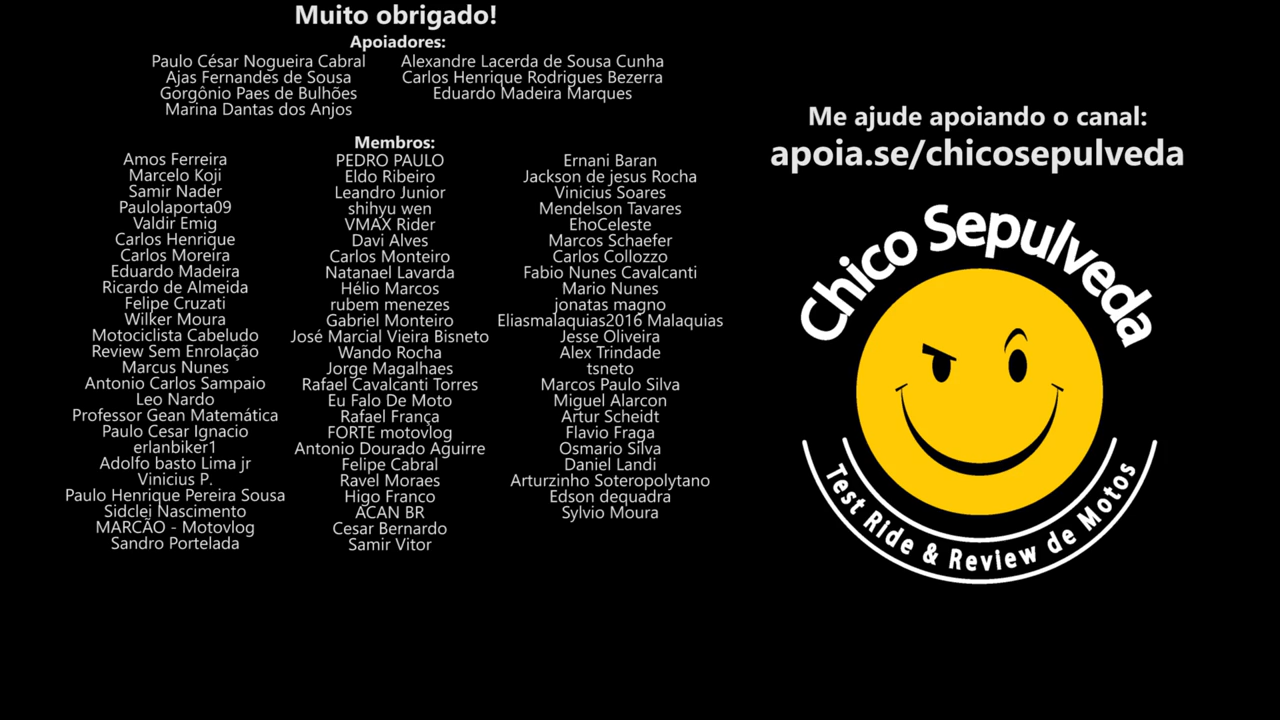 Muito obrigado!
Apoiadores:
Paulo César Nogueira Cabral
Ajas Fernandes de Sousa
Gorgônio Paes de Bulhões
Marina Dantas dos Anjos
Alexandre Lacerda de Sousa Cunha
Carlos Henrique Rodrigues Bezerra
Eduardo Madeira Marques
Membros:
Amos Ferreira
Marcelo Koji
Samir Nader
Paulolaporta09
Valdir Emig
Carlos Henrique
Carlos Moreira
Eduardo Madeira
Ricardo de Almeida
Felipe Cruzati
Wilker Moura
Motociclista Cabeludo
Review Sem Enrolação
Marcus Nunes
Antonio Carlos Sampaio
Leo Nardo
Professor Gean Matemática
Paulo Cesar Ignacio
erlanbiker1
Adolfo basto Lima jr
Vinicius P.
Paulo Henrique Pereira Sousa
Sidclei Nascimento
MARCÃO - Motovlog
Sandro Portelada
PEDRO PAULO
Eldo Ribeiro
Leandro Junior
shihyu wen
VMAX Rider
Davi Alves
Carlos Monteiro
Natanael Lavarda
Hélio Marcos
rubem menezes
Gabriel Monteiro
José Marcial Vieira Bisneto
Wando Rocha
Jorge Magalhaes
Rafael Cavalcanti Torres
Eu Falo De Moto
Rafael França
FORTE motovlog
Antonio Dourado Aguirre
Felipe Cabral
Ravel Moraes
Higo Franco
ACAN BR
Cesar Bernardo
Samir Vitor
Ernani Baran
Jackson de jesus Rocha
Vinicius Soares
Mendelson Tavares
EhoCeleste
Marcos Schaefer
Carlos Collozzo
Fabio Nunes Cavalcanti
Mario Nunes
jonatas magno
Eliasmalaquias2016 Malaquias
Jesse Oliveira
Alex Trindade
tsneto
Marcos Paulo Silva
Miguel Alarcon
Artur Scheidt
Flavio Fraga
Osmario Silva
Daniel Landi
Arturzinho Soteropolytano
Edson dequadra
Sylvio Moura
Me ajude apoiando o canal:
apoia.se/chicosepulveda
Chico Sepulveda
Test Ride & Review de Motos